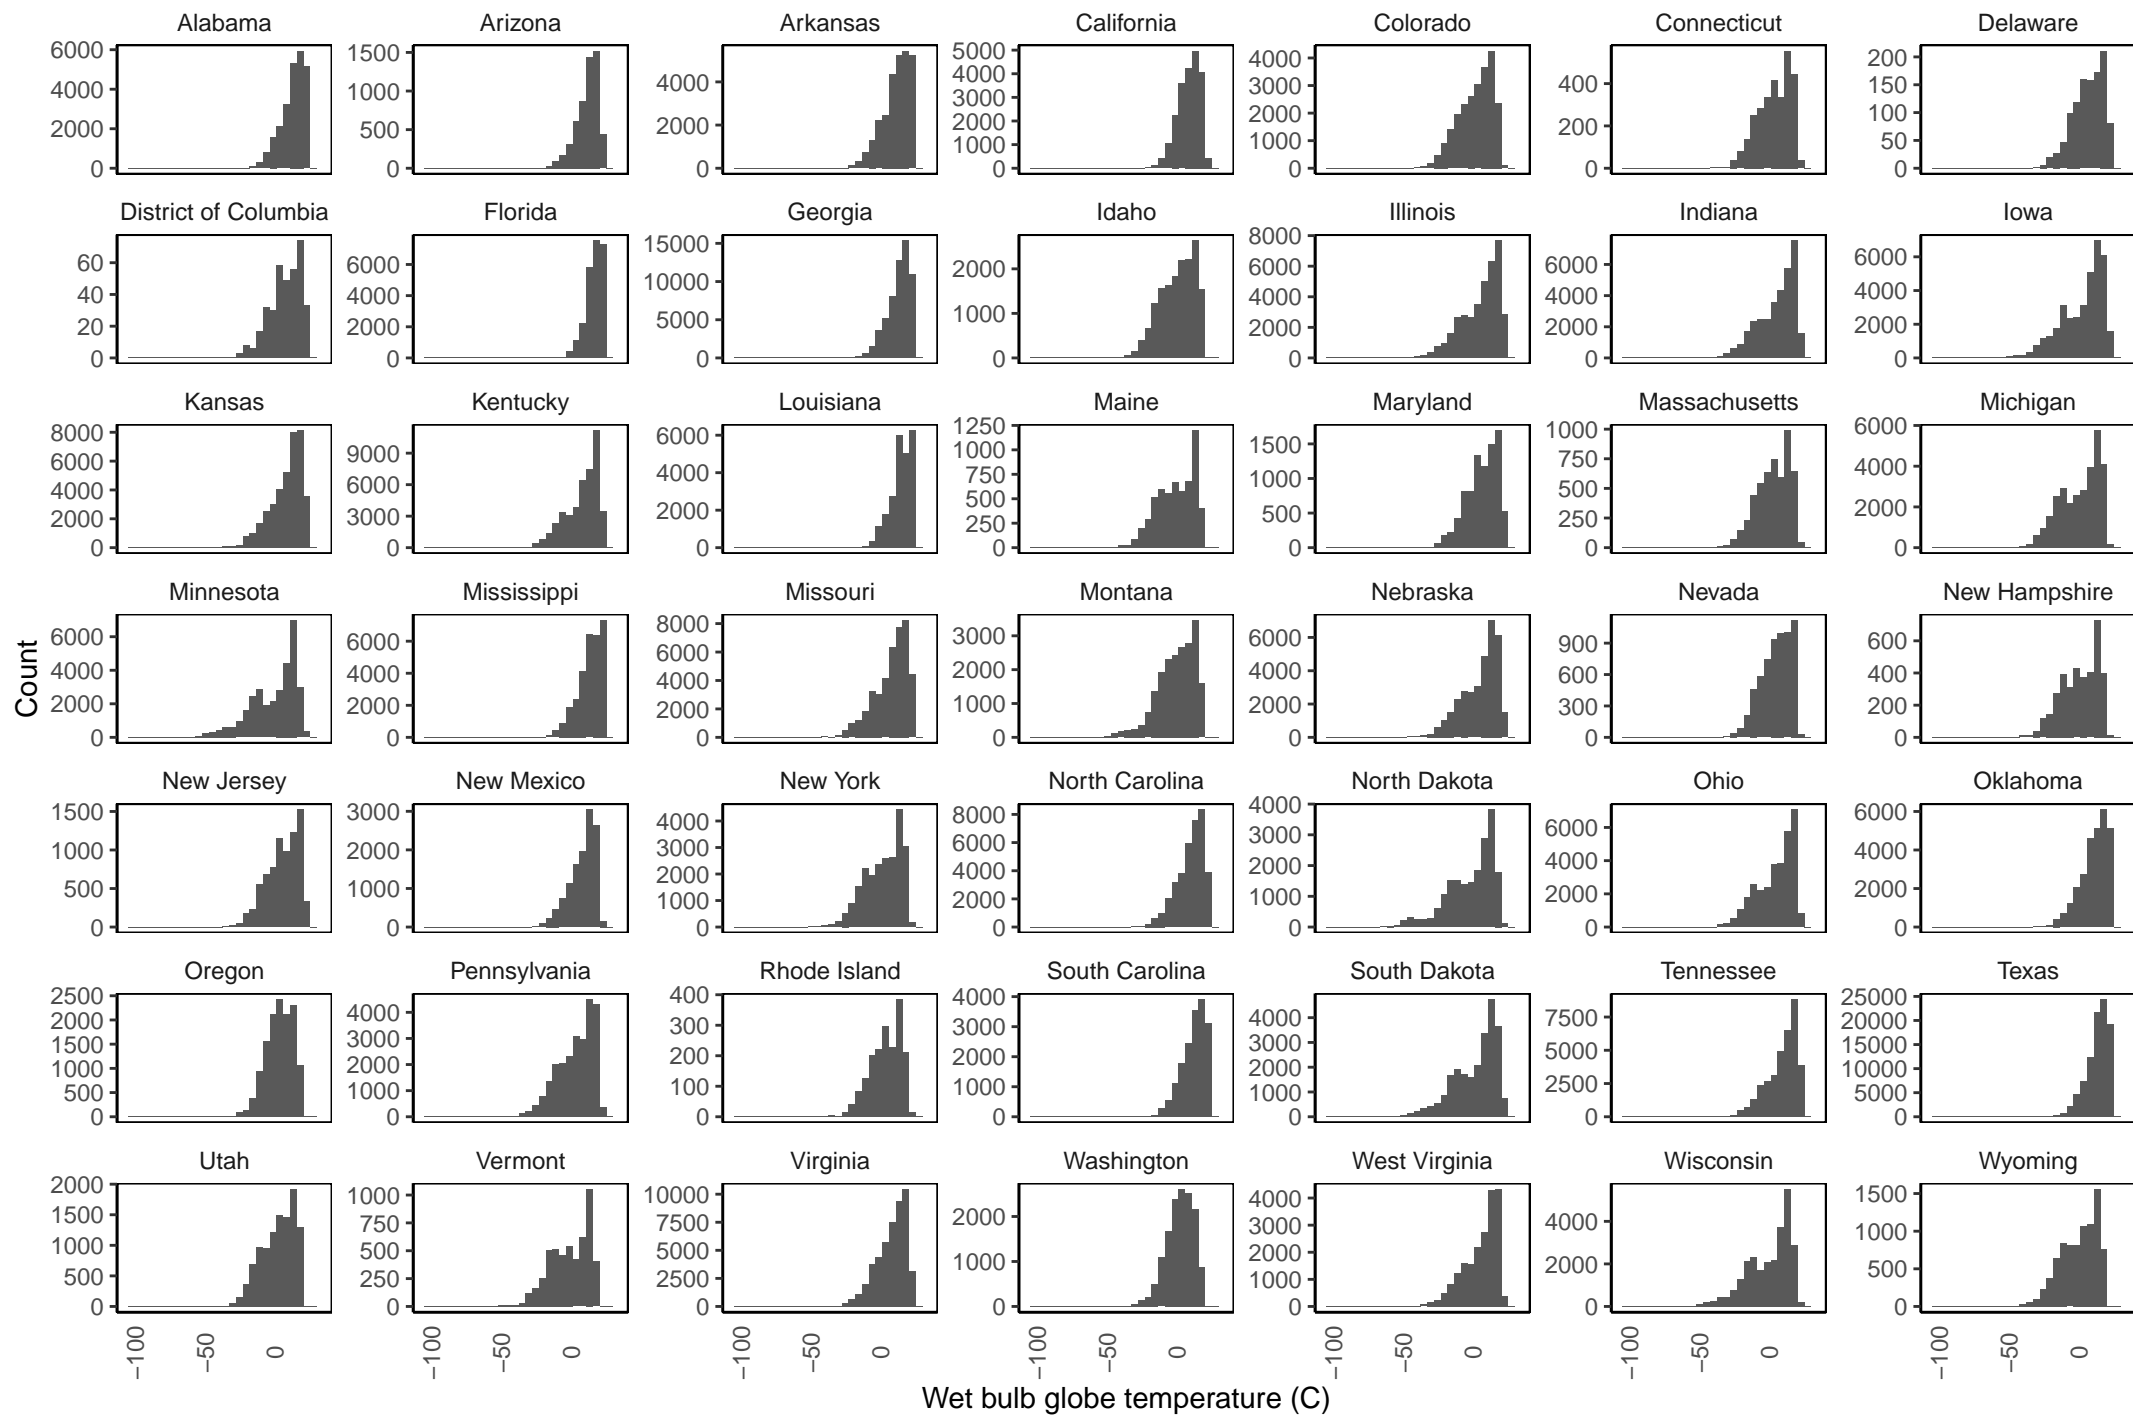 Alabama Arizona Arkansas California Colorado Connecticut Delaware
6000 4000 2000 0
1500 1000 500 0
4000 2000 0
5000 4000 3000 2000 1000 0
4000 3000 2000 1000 0
400 200 0
200 150 100 50 0
District of Columbia Florida Georgia Idaho Illinois Indiana Iowa
60 40 20 0
6000 4000 2000 0
15000 10000 5000 0
2000 1000 0
8000 6000 4000 2000 0
6000 4000 2000 0
6000 4000 2000 0
Kansas Kentucky Louisiana Maine Maryland Massachusetts Michigan
8000 6000 4000 2000 0
9000 6000 3000 0
6000 4000 2000 0
1250 1000 750 500 250 0
1500 1000 500 0
1000 750 500 250 0
6000 4000 2000 0
Minnesota Mississippi Missouri Montana Nebraska Nevada New Hampshire
6000 4000 2000 0
6000 4000 2000 0
8000 6000 4000 2000 0
3000 2000 1000 0
6000 4000 2000 0
900 600 300 0
600 400 200 0
Count
New Jersey New Mexico New York North Carolina North Dakota Ohio Oklahoma
1500 1000 500 0
3000 2000 1000 0
4000 3000 2000 1000 0
8000 6000 4000 2000 0
4000 3000 2000 1000 0
6000 4000 2000 0
6000 4000 2000 0
Oregon Pennsylvania Rhode Island South Carolina South Dakota Tennessee Texas
2500 2000 1500 1000 500 0
4000 3000 2000 1000 0
400 300 200 100 0
4000 3000 2000 1000 0
4000 3000 2000 1000 0
7500 5000 2500 0
25000 20000 15000 10000 5000 0
Utah Vermont Virginia Washington West Virginia Wisconsin Wyoming
2000 1500 1000 500 0
1000 750 500 250 0
10000 7500 5000 2500 0
2000 1000 0
4000 3000 2000 1000 0
4000 2000 0
1500 1000 500 0
−100 −50 0 −100 −50 0 −100 −50 0 −100 −50 0 −100 −50 0 −100 −50 0 −100 −50 0
Wet bulb globe temperature (C)